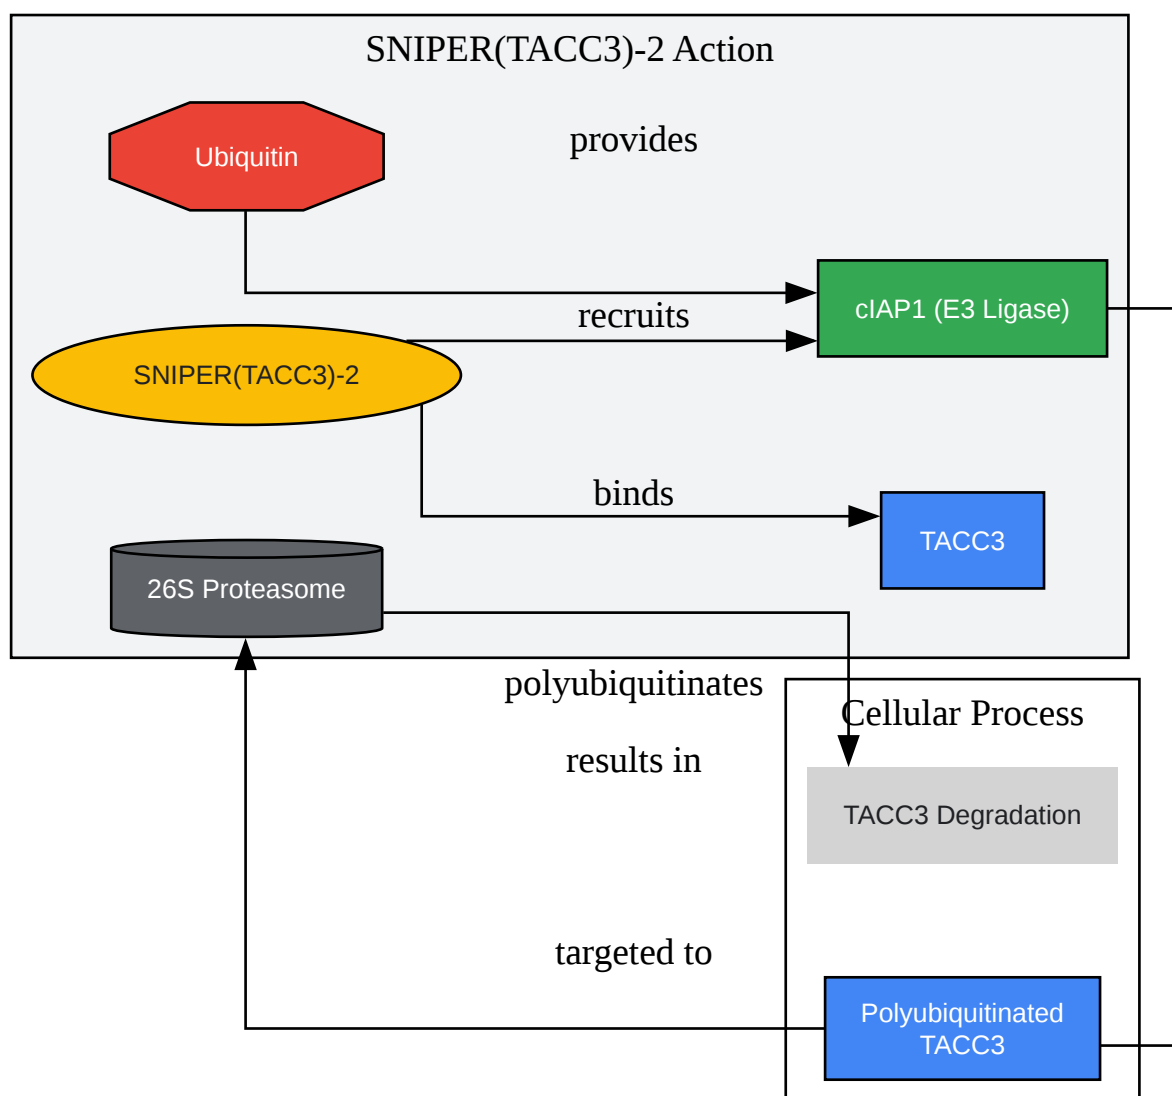 SNIPER(TACC3)-2 Action
provides
Ubiquitin
cIAP1 (E3 Ligase)
recruits
SNIPER(TACC3)-2
binds
TACC3
26S Proteasome
polyubiquitinates
Cellular Process
results in
TACC3 Degradation
targeted to
Polyubiquitinated
TACC3